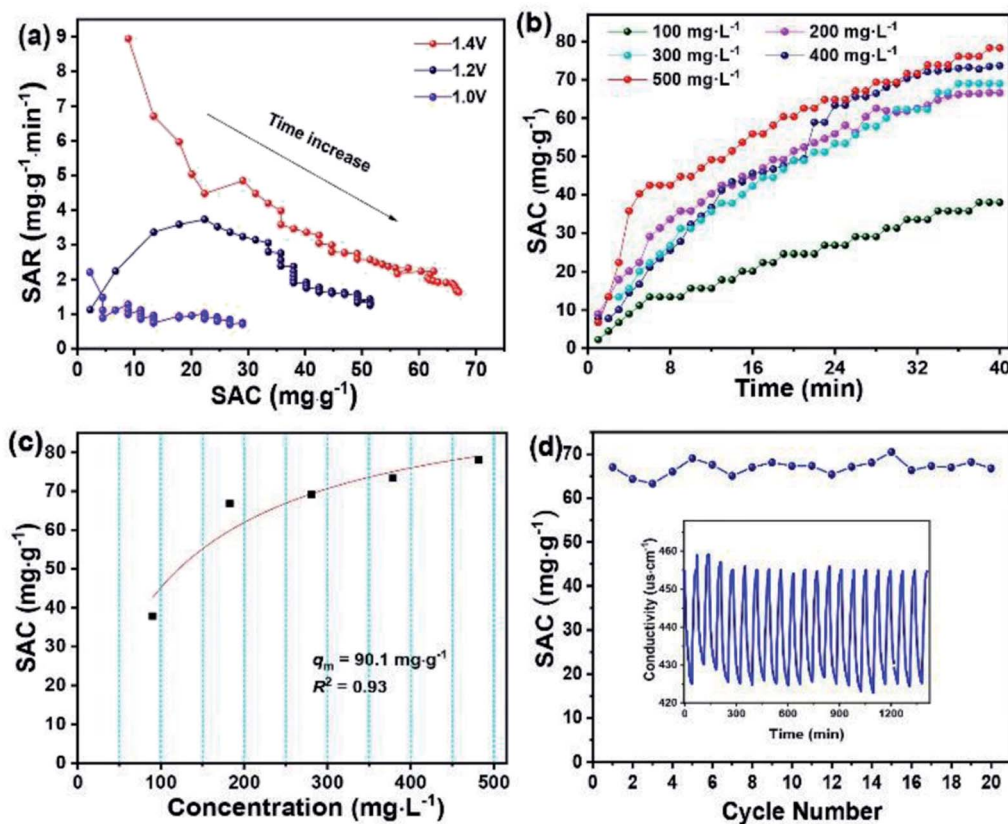 (a)
SAR (mg·g⁻¹·min⁻¹)
9
8
7
6
5
4
3
2
1
0
1.4V
1.2V
1.0V
Time increase
0 10 20 30 40 50 60 70
SAC (mg·g⁻¹)
(b)
SAC (mg·g⁻¹)
80
70
60
50
40
30
20
10
0
100 mg·L⁻¹ 200 mg·L⁻¹
300 mg·L⁻¹ 400 mg·L⁻¹
500 mg·L⁻¹
0 8 16 24 32 40
Time (min)
(c)
SAC (mg·g⁻¹)
80
70
60
50
40
30
20
10
0
qm = 90.1 mg·g⁻¹
R² = 0.93
100 200 300 400 500
Concentration (mg·L⁻¹)
(d)
SAC (mg·g⁻¹)
70
60
50
40
30
20
10
0
Conductivity (us·cm⁻¹)
460
450
440
430
420
0 300 600 900 1200
Time (min)
0 2 4 6 8 10 12 14 16 18 20
Cycle Number